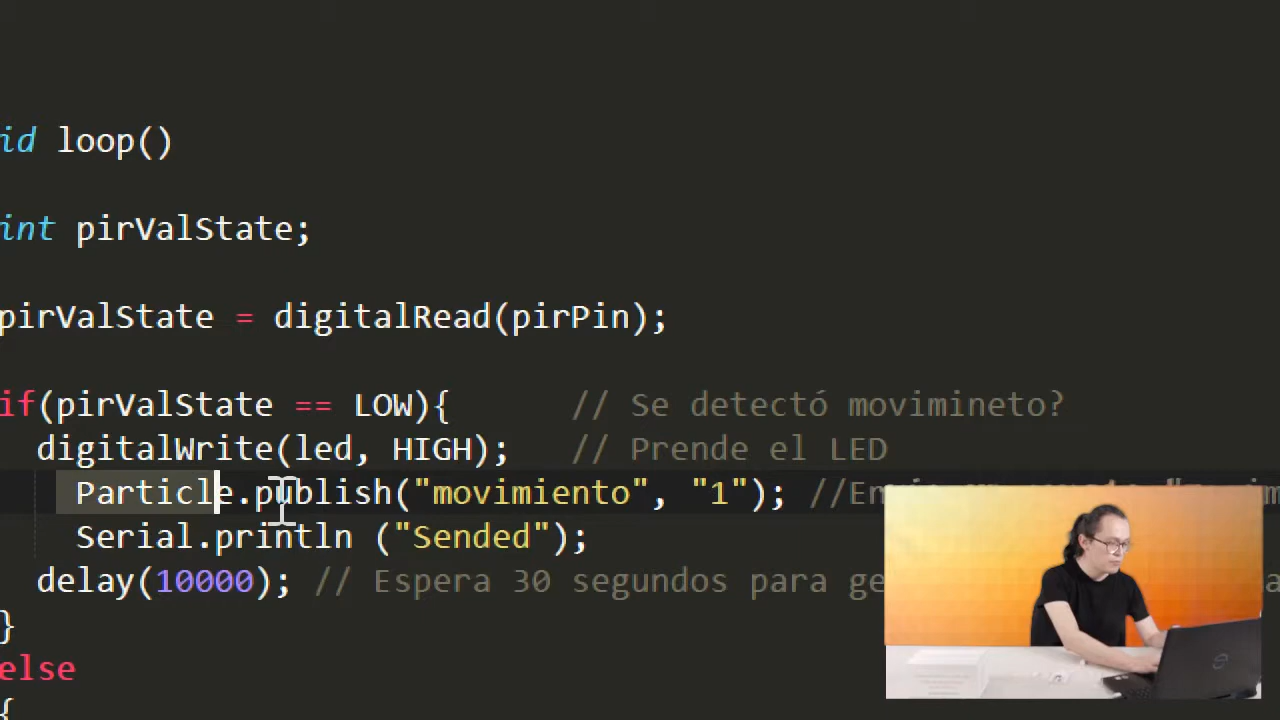 id loop()
int pirValState;
pirValState = digitalRead(pirPin);
if(pirValState == LOW){ // Se detectó movimineto?
digitalWrite(led, HIGH); // Prende el LED
Particle.publish("movimiento", "1");
Serial.println ("Sended");
delay(10000); // Espera 30 segundos para
}
else
{